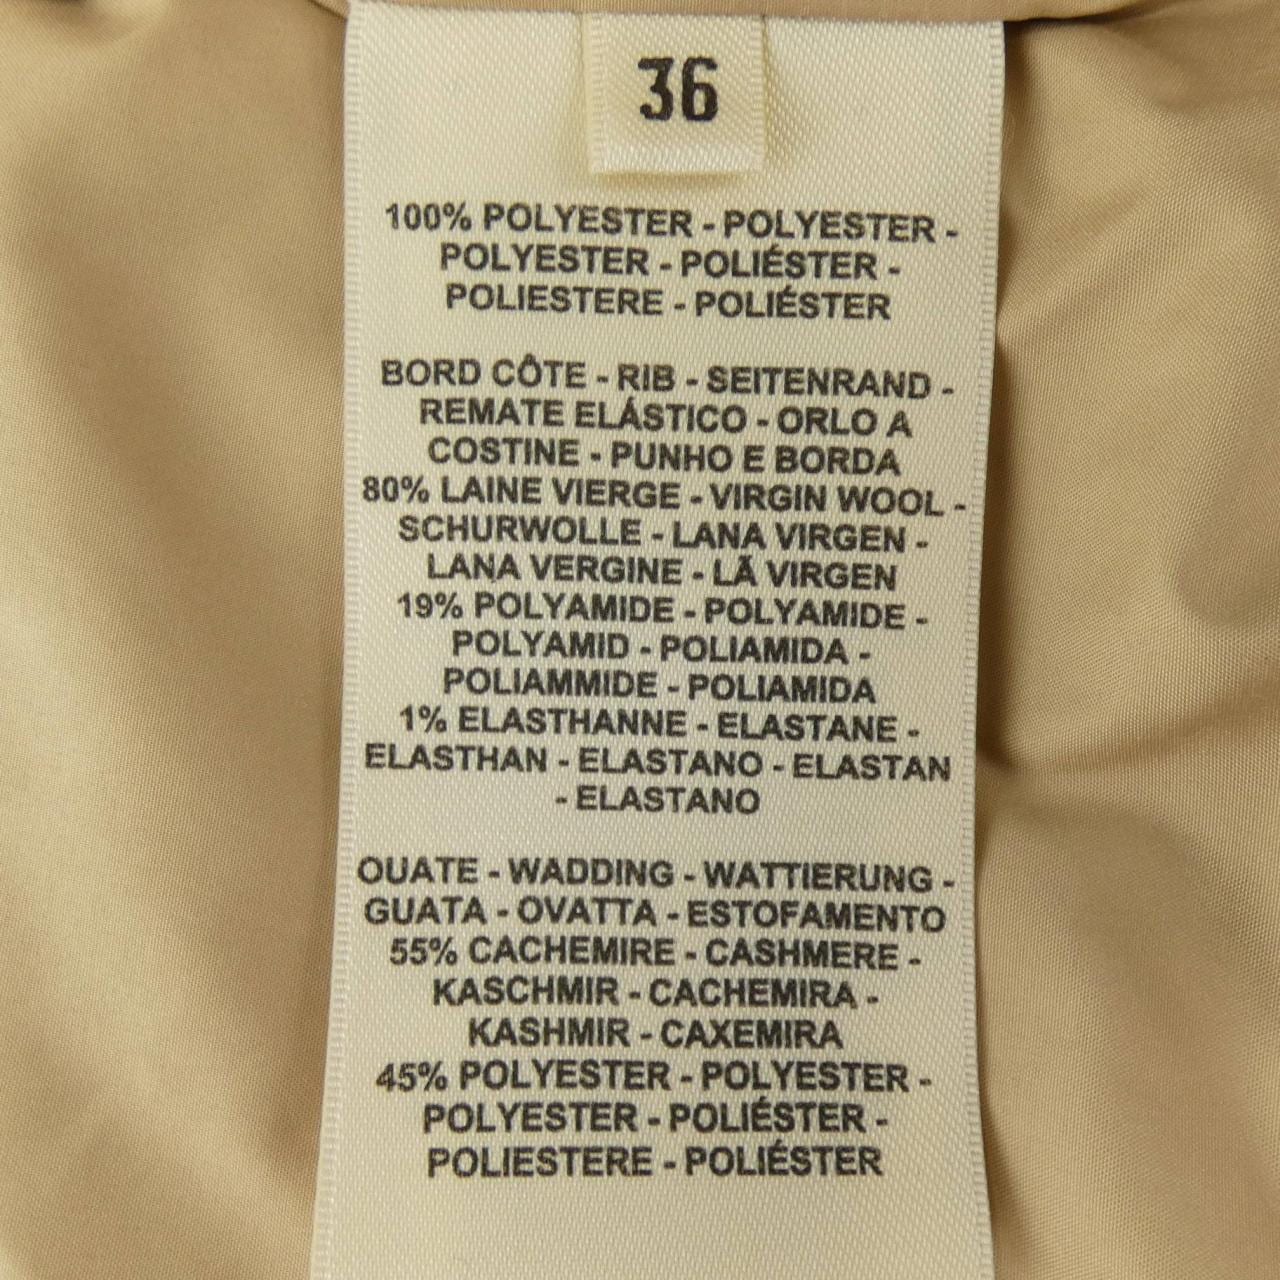 36
100% POLYESTER - POLYESTER -
POLYESTER - POLIÉSTER -
POLIESTERE - POLIÉSTER
BORD CÔTE - RIB - SEITENRAND -
REMATE ELÁSTICO - ORLO A
COSTINE - PUNHO E BORDA
80% LAINE VIERGE - VIRGIN WOOL -
SCHURWOLLE - LANA VIRGEN -
LANA VERGINE - LÃ VIRGEN
19% POLYAMIDE - POLYAMIDE -
POLYAMID - POLIAMIDA -
POLIAMMIDE - POLIAMIDA
1% ELASTHANNE - ELASTANE -
ELASTHAN - ELASTANO - ELASTAN
- ELASTANO
OUATE - WADDING - WATTIERUNG -
GUATA - OVATTA - ESTOFAMENTO
55% CACHEMIRE - CASHMERE -
KASCHMIR - CACHEMIRA -
KASHMIR - CAXEMIRA
45% POLYESTER - POLYESTER -
POLYESTER - POLIÉSTER -
POLIESTERE - POLIÉSTER